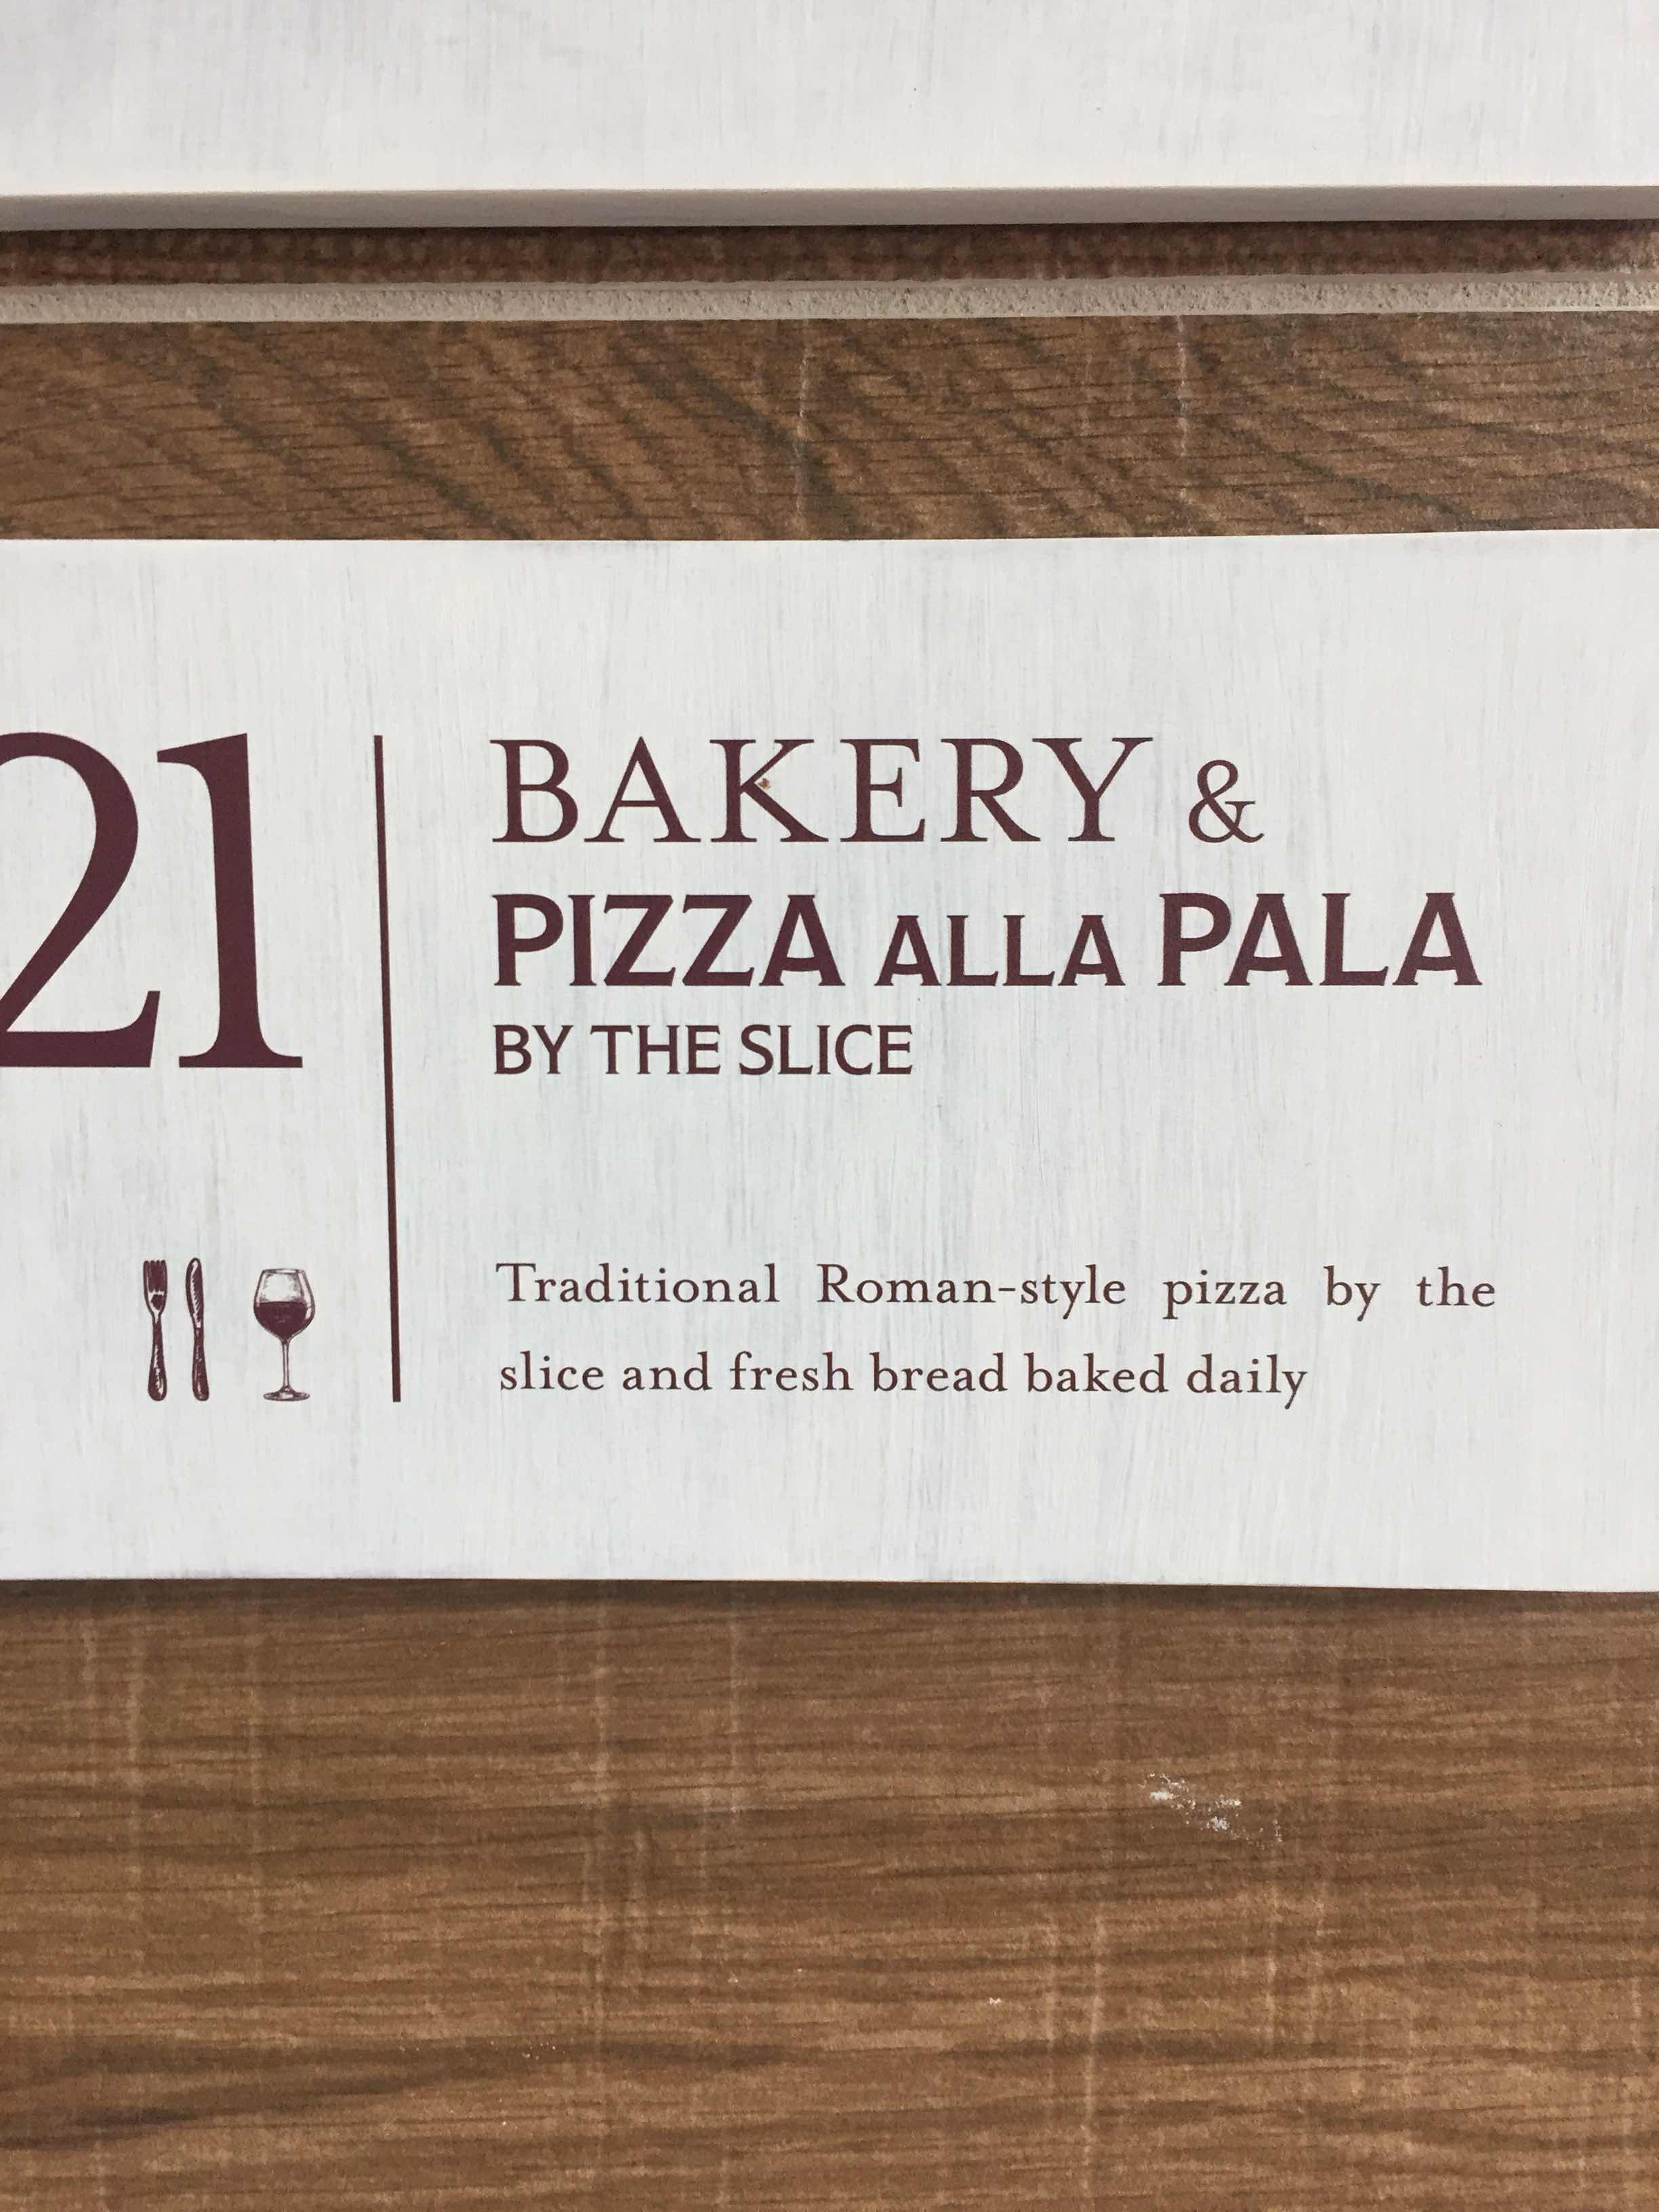 21
BAKERY &
PIZZA ALLA PALA
BY THE SLICE
Traditional Roman-style pizza by the
slice and fresh bread baked daily